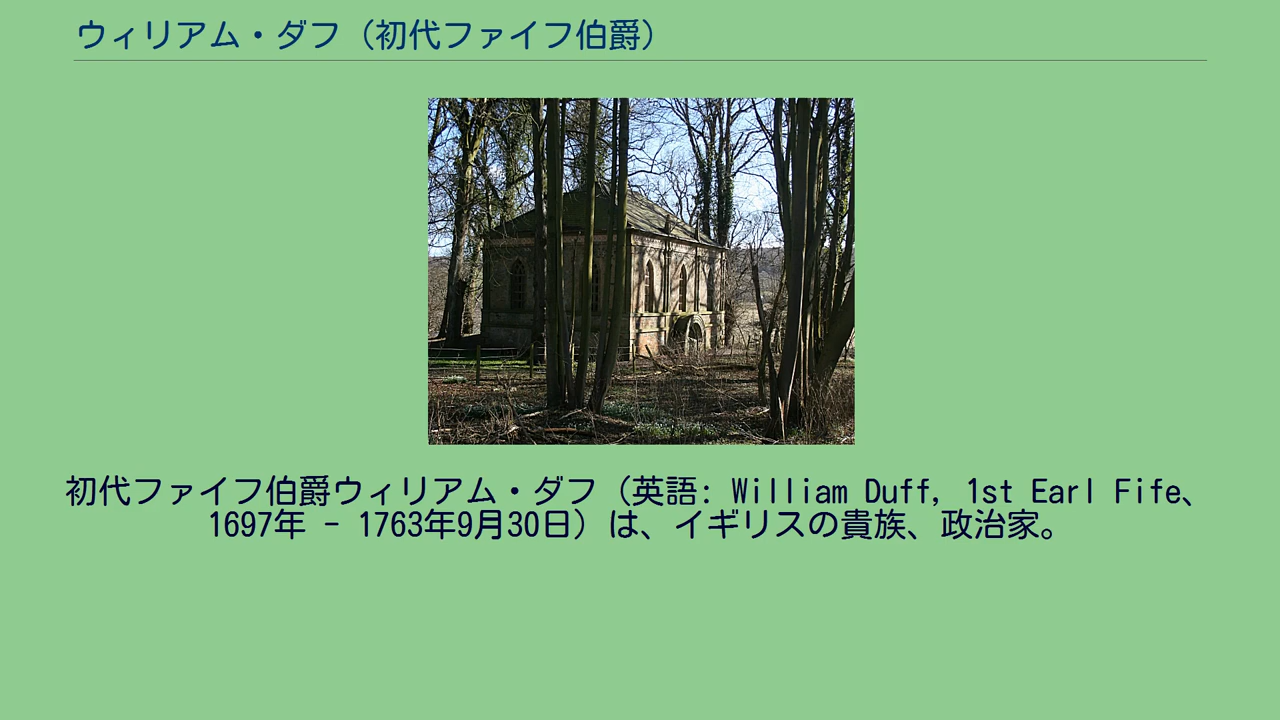 ウィリアム・ダフ（初代ファイフ伯爵）
初代ファイフ伯爵ウィリアム・ダフ（英語: William Duff, 1st Earl Fife、
1697年 - 1763年9月30日）は、イギリスの貴族、政治家。